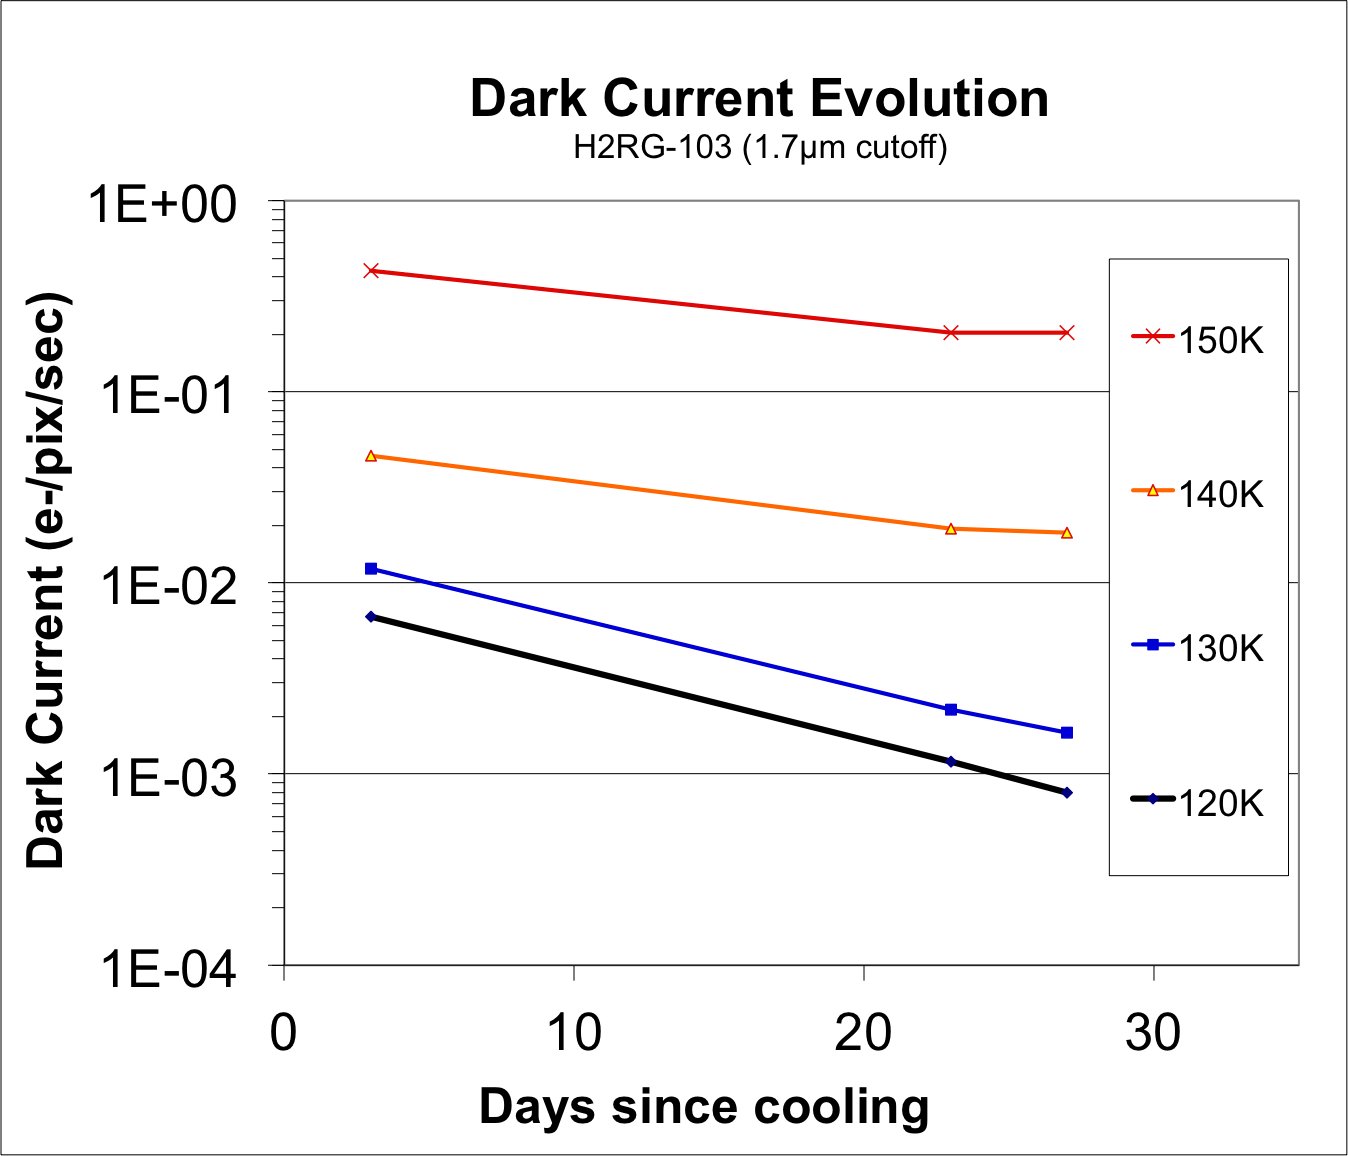 Dark Current Evolution
H2RG-103 (1.7µm cutoff)
Dark Current (e-/pix/sec)
1E+00
1E-01
1E-02
1E-03
1E-04
150K
140K
130K
120K
0 10 20 30
Days since cooling